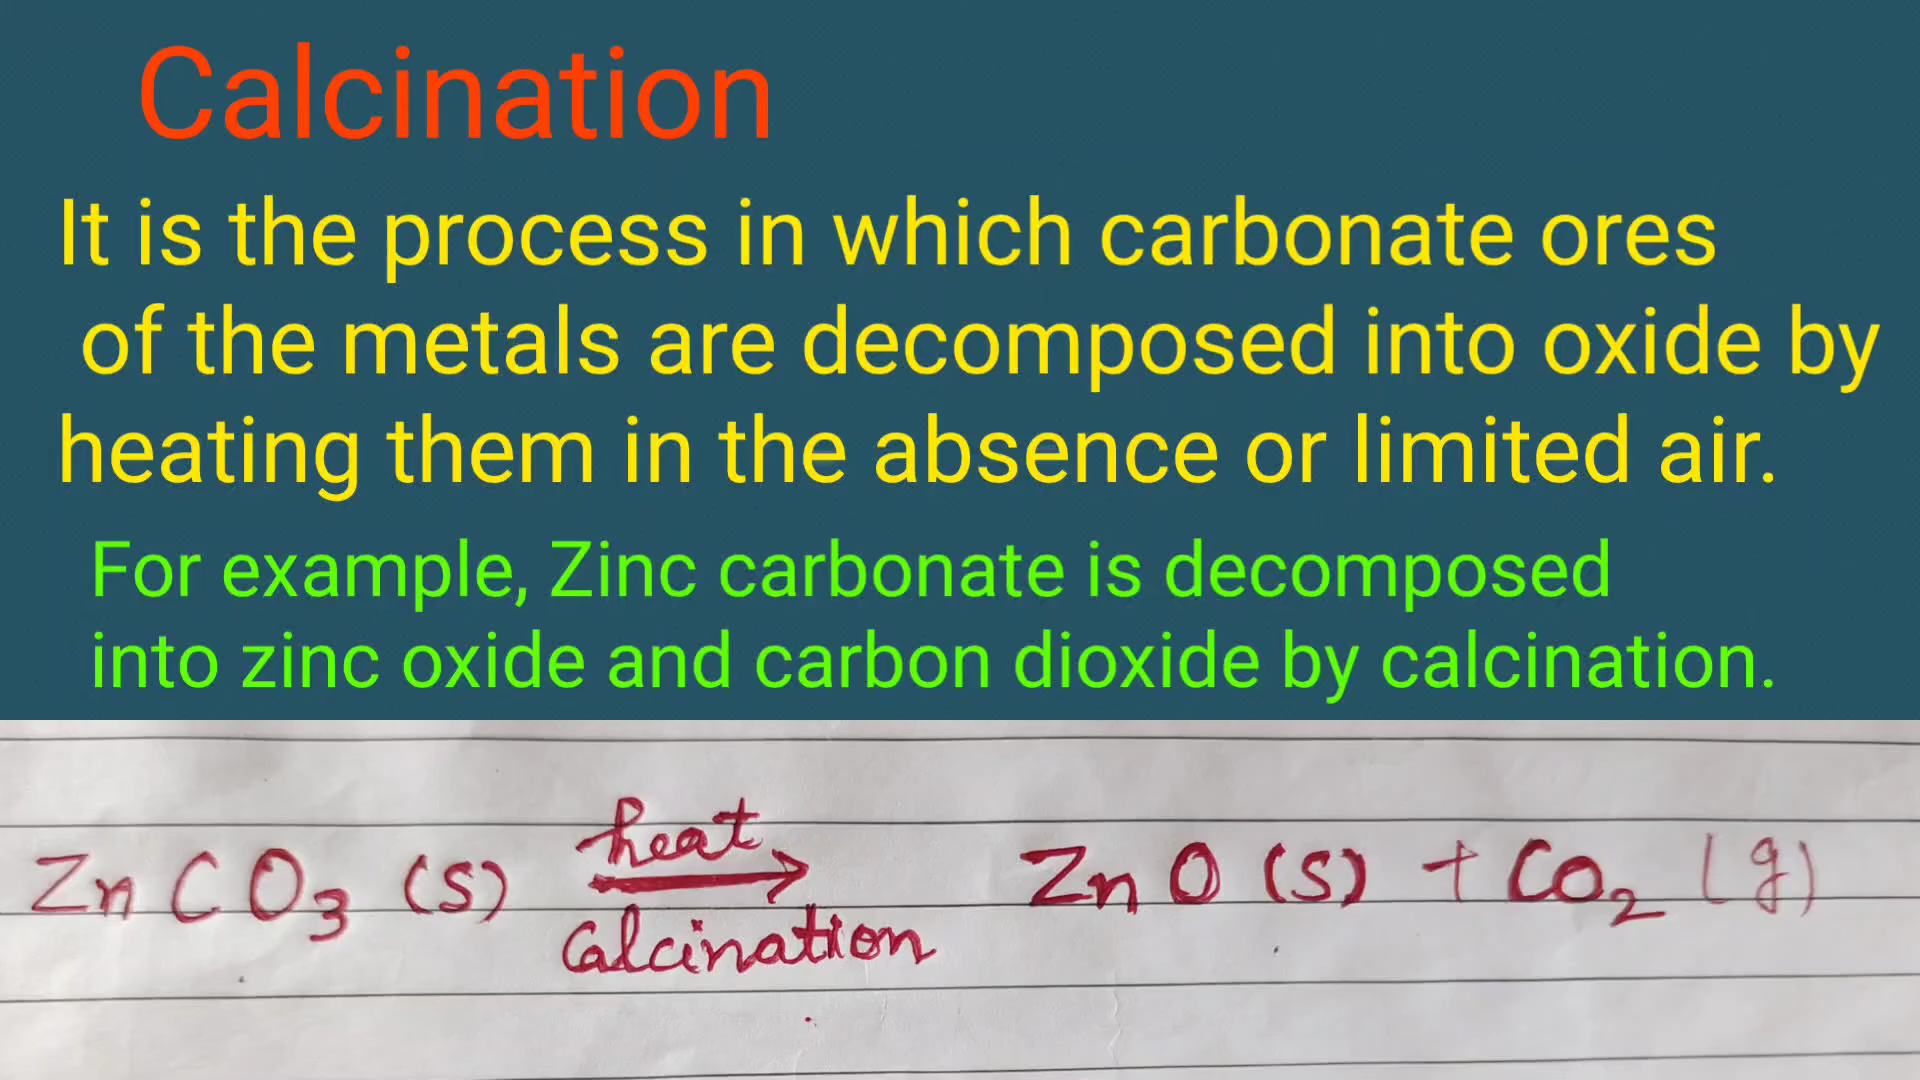 Calcination
It is the process in which carbonate ores
of the metals are decomposed into oxide by
heating them in the absence or limited air.
For example, Zinc carbonate is decomposed
into zinc oxide and carbon dioxide by calcination.
heat
ZnCO₃ (s) → ZnO (s) + CO₂ (g)
Calcination